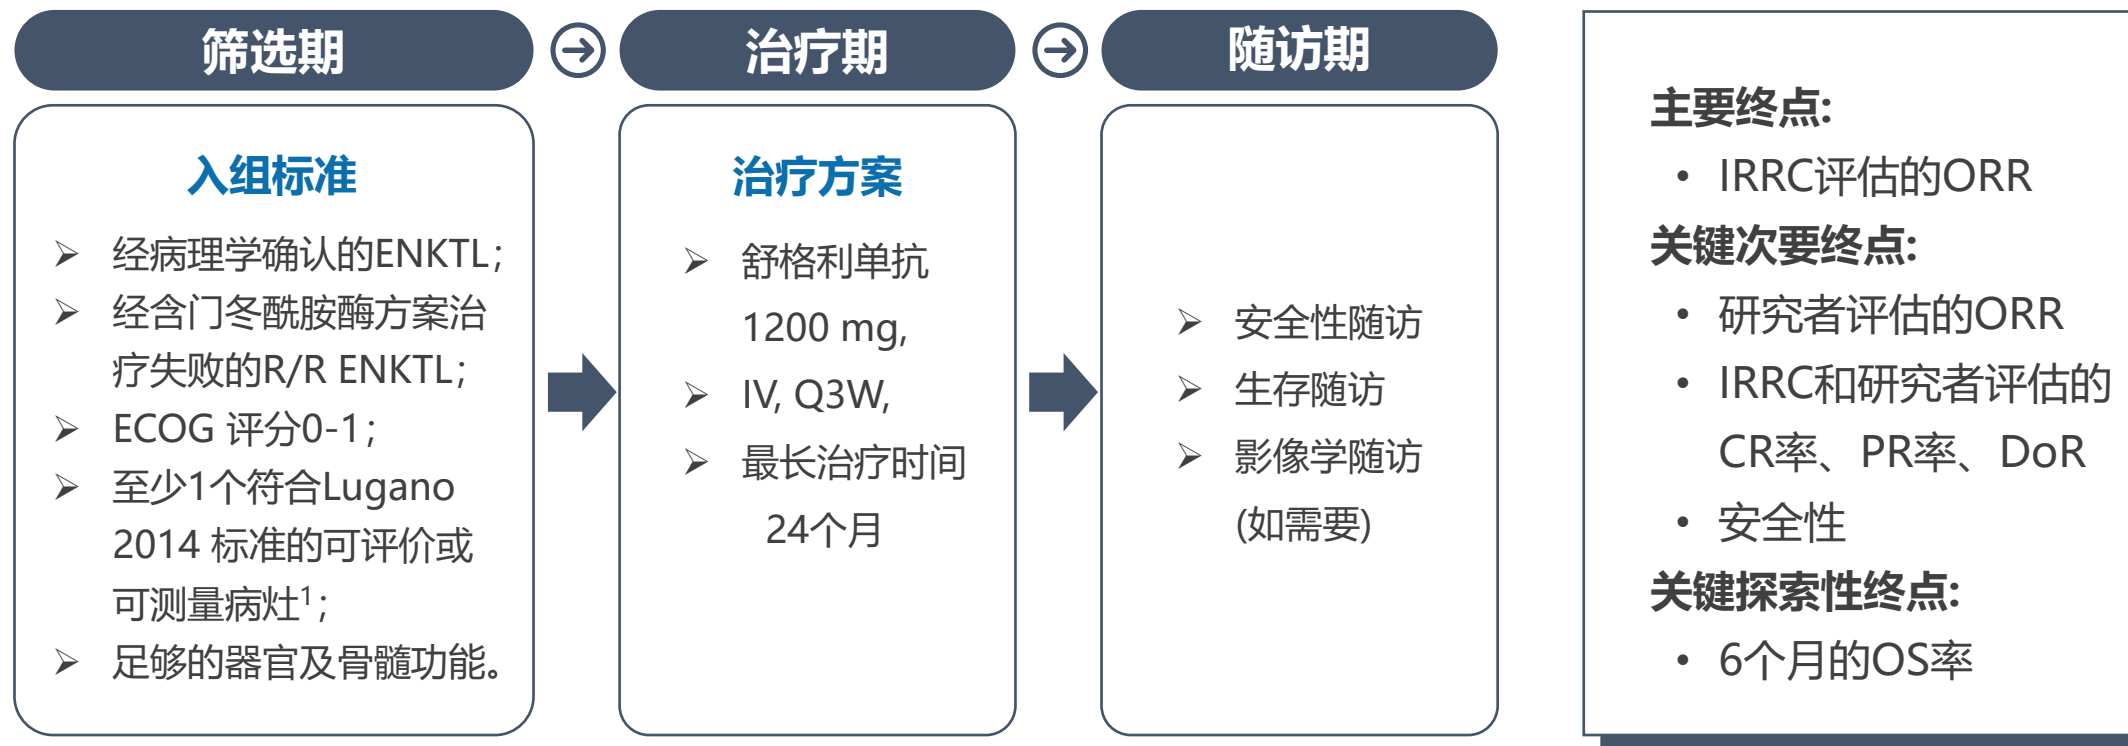 筛选期
入组标准
经病理学确认的ENKTL；
经含门冬酰胺酶方案治
疗失败的R/R ENKTL；
ECOG 评分0-1；
至少1个符合Lugano
2014 标准的可评价或
可测量病灶¹；
足够的器官及骨髓功能。
治疗期
治疗方案
舒格利单抗
1200 mg,
IV, Q3W,
最长治疗时间
24个月
随访期
安全性随访
生存随访
影像学随访
(如需要)
主要终点:
• IRRC评估的ORR
关键次要终点:
• 研究者评估的ORR
• IRRC和研究者评估的
CR率、PR率、DoR
• 安全性
关键探索性终点:
• 6个月的OS率